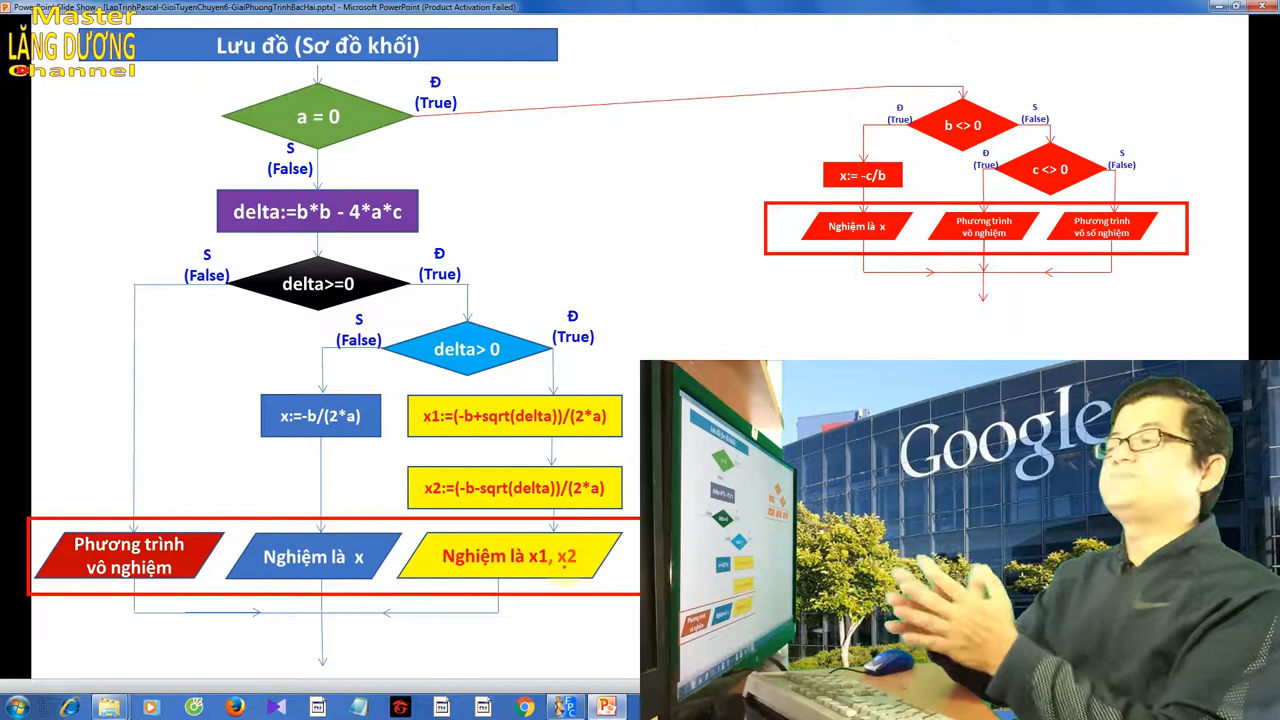 PowerPoint Slide Show - [LapTrinhPascal-GioiTuyenChuyen6-GiaiPhuongTrinhBacHai.pptx] - Microsoft PowerPoint (Product Activation Failed)
Master
LĂNG DƯƠNG
Channel
Lưu đồ (Sơ đồ khối)
a = 0
Đ
(True)
S
(False)
delta:=b*b - 4*a*c
delta>=0
S
(False)
Đ
(True)
delta> 0
S
(False)
Đ
(True)
x:=-b/(2*a)
x1:=(-b+sqrt(delta))/(2*a)
x2:=(-b-sqrt(delta))/(2*a)
Phương trình
vô nghiệm
Nghiệm là x
Nghiệm là x1, x2
b <> 0
Đ
(True)
S
(False)
x:= -c/b
c <> 0
Đ
(True)
S
(False)
Nghiệm là x
Phương trình
vô nghiệm
Phương trình
vô số nghiệm
Google